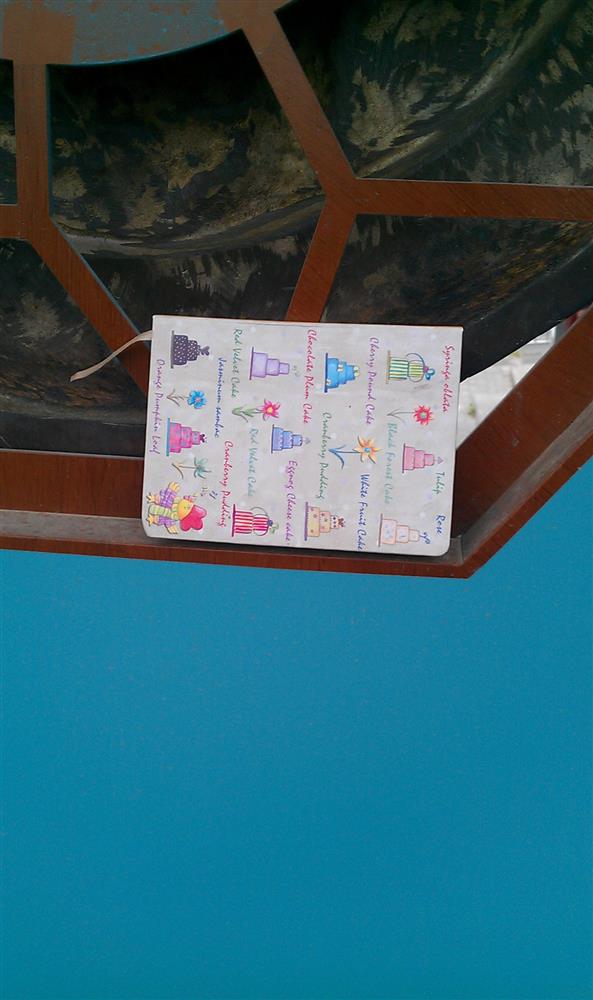 Syringa oblata
Tulip
Rose
Black Forest Cake
Cherry Pound Cake
White Fruit Cake
Cranberry Pudding
Chocolate Plum Cake
Eggnog Cheese cake
Red Velvet Cake
Red Velvet Cake
Cranberry Pudding
Jasminum sambac
Orange Pumpkin Loaf